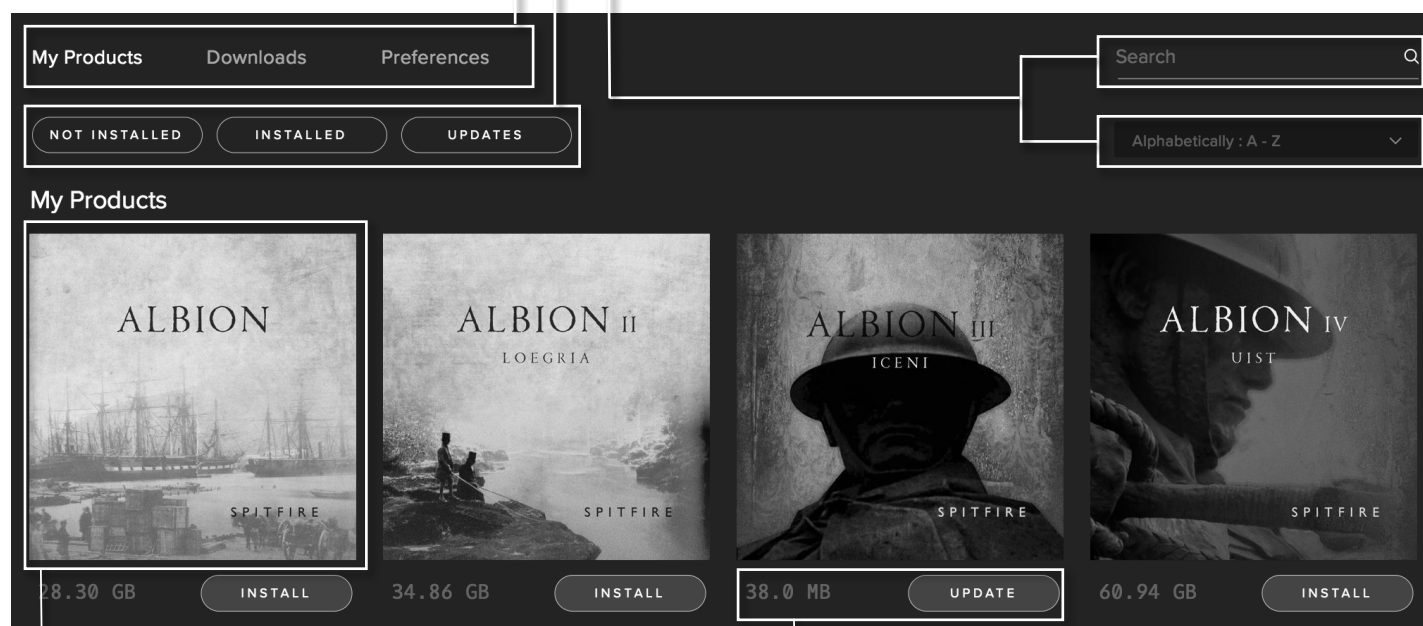 My Products Downloads Preferences
Search
NOT INSTALLED INSTALLED UPDATES
Alphabetically : A - Z
My Products
ALBION
SPITFIRE
ALBION II
LOEGRIA
SPITFIRE
ALBION III
ICENI
SPITFIRE
ALBION IV
UIST
SPITFIRE
28.30 GB INSTALL
34.86 GB INSTALL
38.0 MB UPDATE
60.94 GB INSTALL